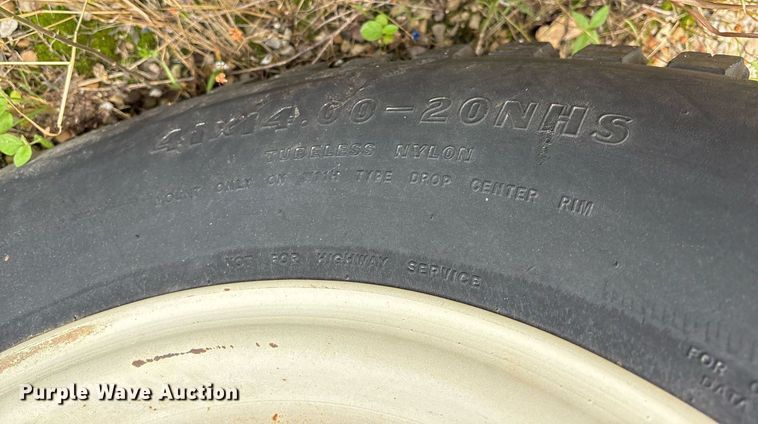 41X14.00-20NHS
TUBELESS NYLON
MOUNT ONLY ON TYPE DROP CENTER RIM
NOT FOR HIGHWAY SERVICE
FOR
DATA
Purple Wave Auction